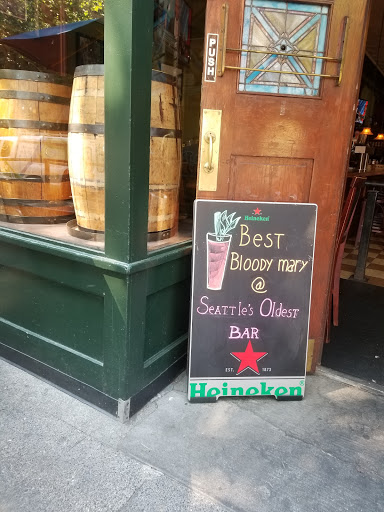 PUSH
Heineken
BEST
BLOODY MARY
@
SEATTLE'S OLDEST
BAR
EST. 1873
Heineken